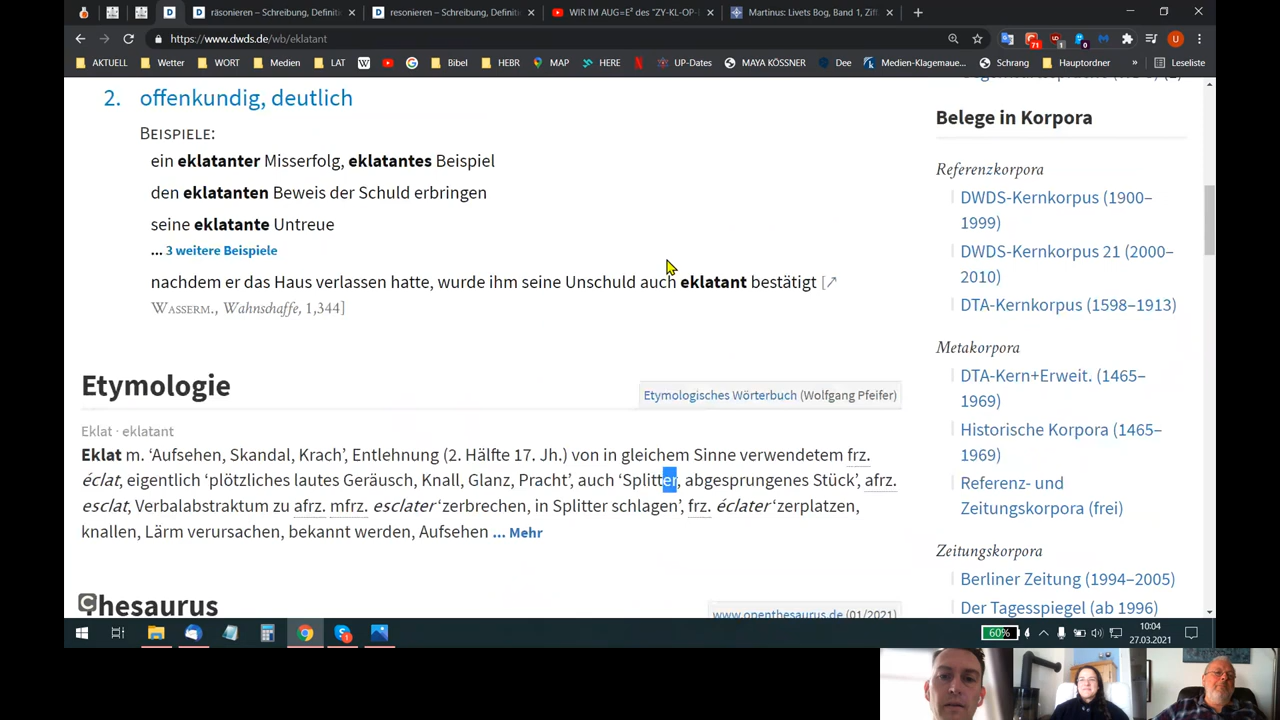 räsonieren – Schreibung, Definiti
resonieren – Schreibung, Definiti
WIR IM AUG=E² des "ZY-KL-OP-
Martinus: Livets Bog, Band 1, Ziff
https://www.dwds.de/wb/eklatant
71
1
0
U
AKTUELL
Wetter
WORT
Medien
LAT
Bibel
HEBR
MAP
HERE
UP-Dates
MAYA KÖSSNER
Dee
Medien-Klagemaue...
Schrang
Hauptordner
»
Leseliste
2. offenkundig, deutlich
BEISPIELE:
ein eklatanter Misserfolg, eklatantes Beispiel
den eklatanten Beweis der Schuld erbringen
seine eklatante Untreue
... 3 weitere Beispiele
nachdem er das Haus verlassen hatte, wurde ihm seine Unschuld auch eklatant bestätigt [↗
WASSERM., Wahnschaffe, 1,344]
Etymologie
Etymologisches Wörterbuch (Wolfgang Pfeifer)
Eklat · eklatant
Eklat m. ‘Aufsehen, Skandal, Krach’, Entlehnung (2. Hälfte 17. Jh.) von in gleichem Sinne verwendetem frz.
éclat, eigentlich ‘plötzliches lautes Geräusch, Knall, Glanz, Pracht’, auch ‘Splitter, abgesprungenes Stück’, afrz.
esclat, Verbalabstraktum zu afrz. mfrz. esclater ‘zerbrechen, in Splitter schlagen’, frz. éclater ‘zerplatzen,
knallen, Lärm verursachen, bekannt werden, Aufsehen ... Mehr
Thesaurus
www.openthesaurus.de (01/2021)
Belege in Korpora
Referenzkorpora
DWDS-Kernkorpus (1900–
1999)
DWDS-Kernkorpus 21 (2000–
2010)
DTA-Kernkorpus (1598–1913)
Metakorpora
DTA-Kern+Erweit. (1465–
1969)
Historische Korpora (1465–
1969)
Referenz- und
Zeitungskorpora (frei)
Zeitungskorpora
Berliner Zeitung (1994–2005)
Der Tagesspiegel (ab 1996)
60%
10:04
27.03.2021